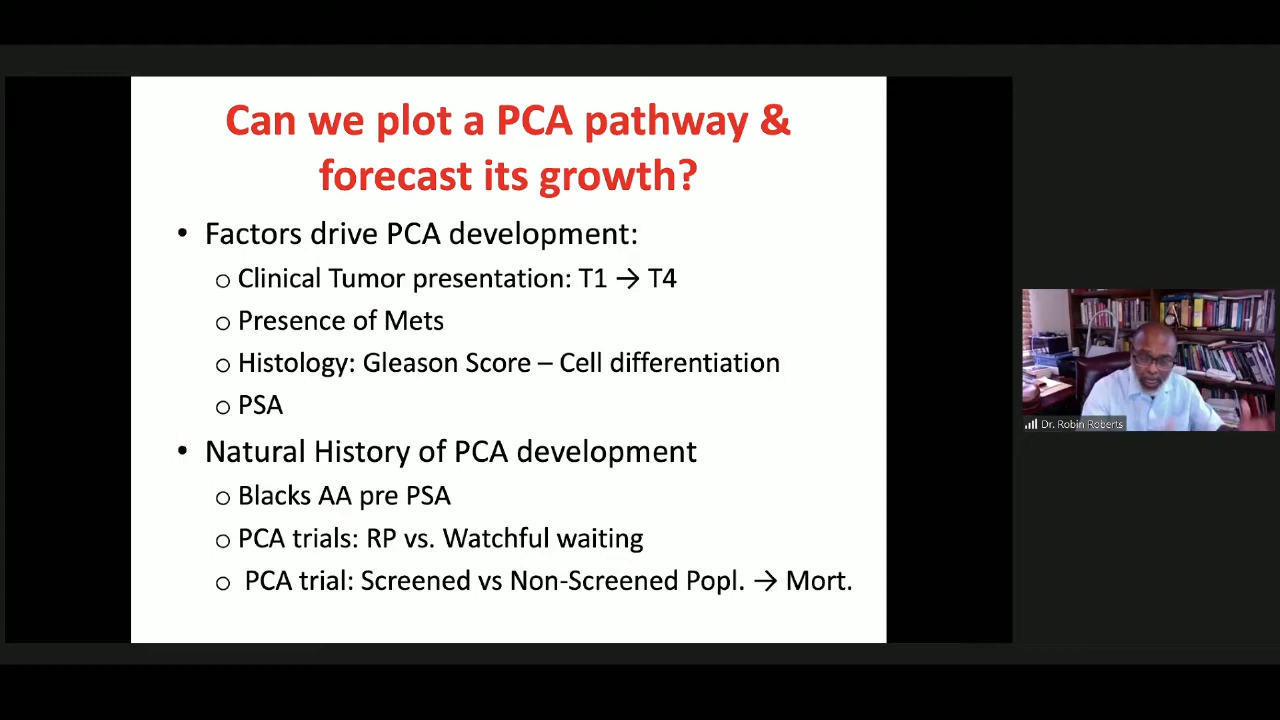 Can we plot a PCA pathway &
forecast its growth?
• Factors drive PCA development:
o Clinical Tumor presentation: T1 → T4
o Presence of Mets
o Histology: Gleason Score – Cell differentiation
o PSA
• Natural History of PCA development
o Blacks AA pre PSA
o PCA trials: RP vs. Watchful waiting
o PCA trial: Screened vs Non-Screened Popl. → Mort.
Dr. Robin Roberts